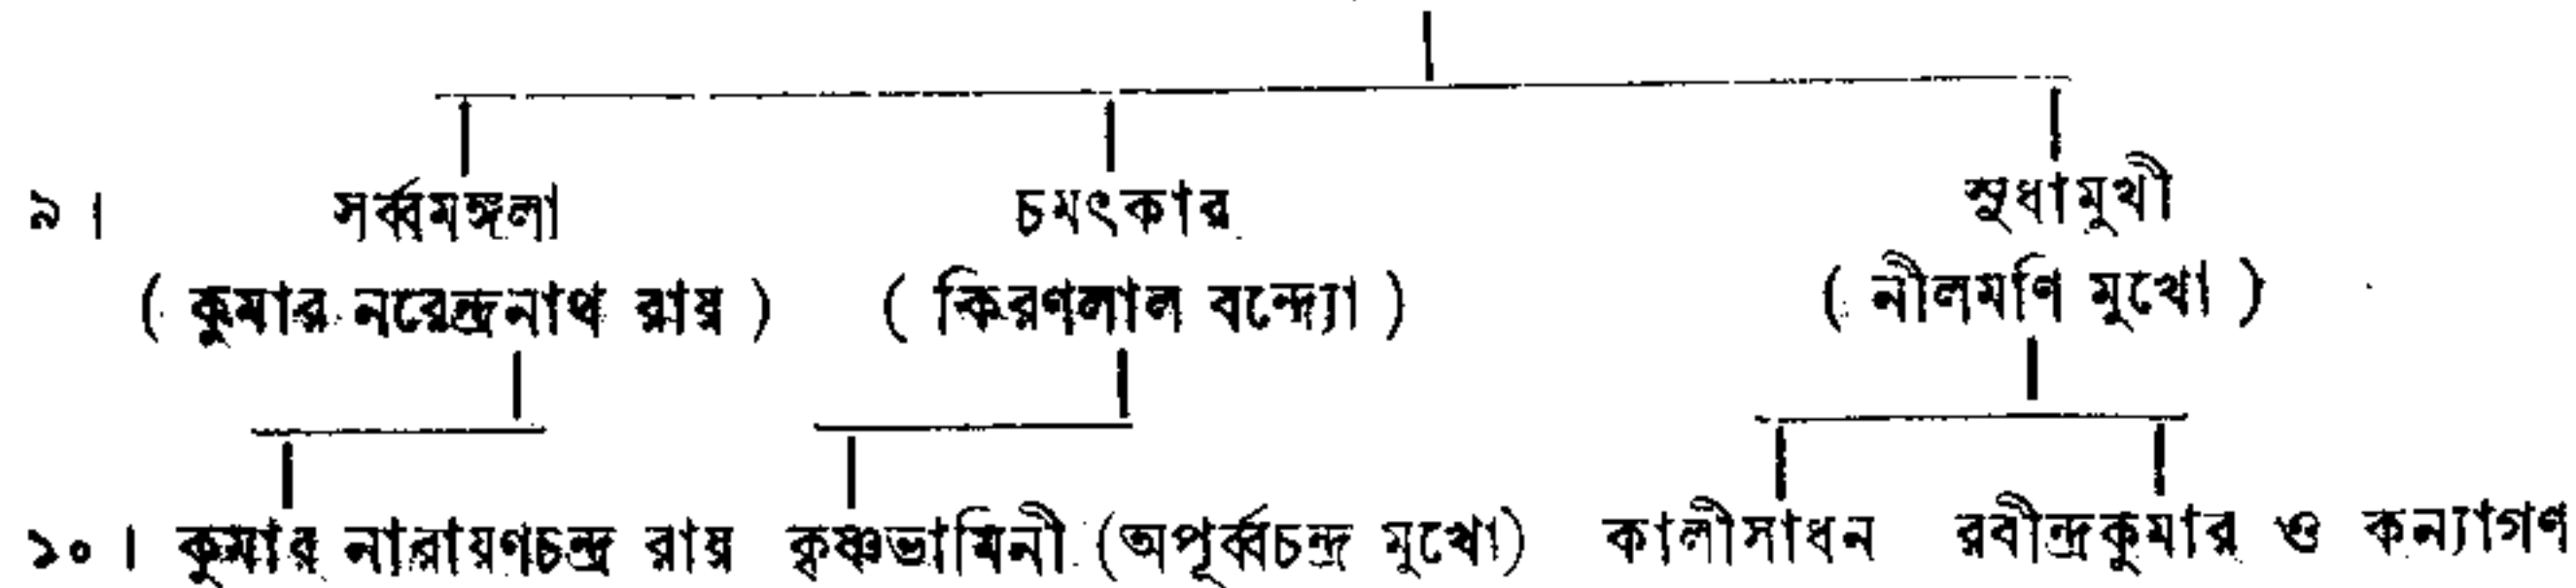 ৯। সর্ব্বমঙ্গলা চমৎকার সুধামুখী
( কুমার নরেন্দ্রনাথ রায় ) ( কিরণলাল বন্দ্যো ) ( নীলমণি মুখো )
১০। কুমার নারায়ণচন্দ্র রায় কৃষ্ণভামিনী (অপূর্ব্বচন্দ্র মুখো) কালীসাধন রবীন্দ্রকুমার ও কন্যাগণ